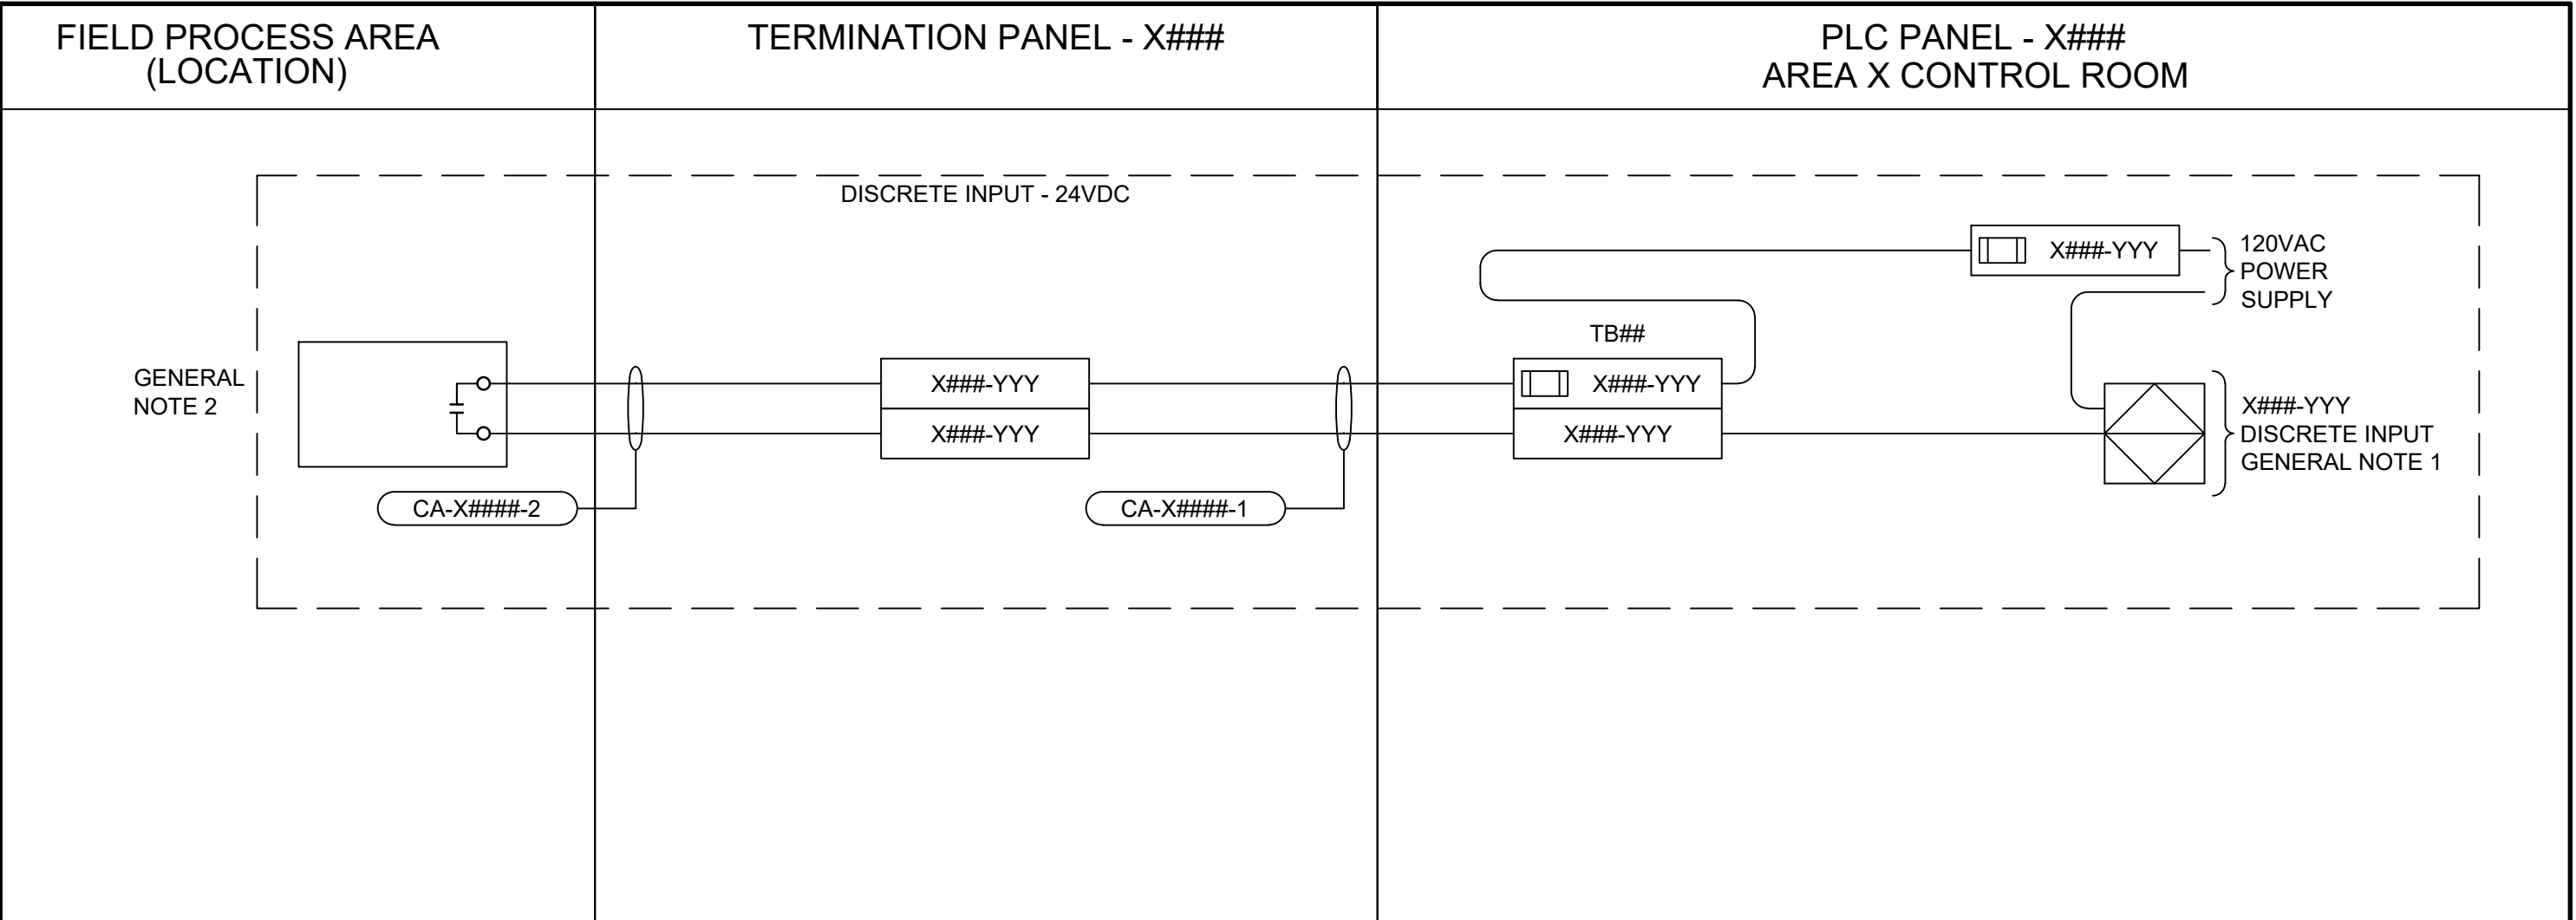 FIELD PROCESS AREA
(LOCATION)
TERMINATION PANEL - X###
PLC PANEL - X###
AREA X CONTROL ROOM
DISCRETE INPUT - 24VDC
X###-YYY
120VAC
POWER
SUPPLY
TB##
GENERAL
NOTE 2
X###-YYY
X###-YYY
X###-YYY
X###-YYY
X###-YYY
DISCRETE INPUT
GENERAL NOTE 1
CA-X####-2
CA-X####-1